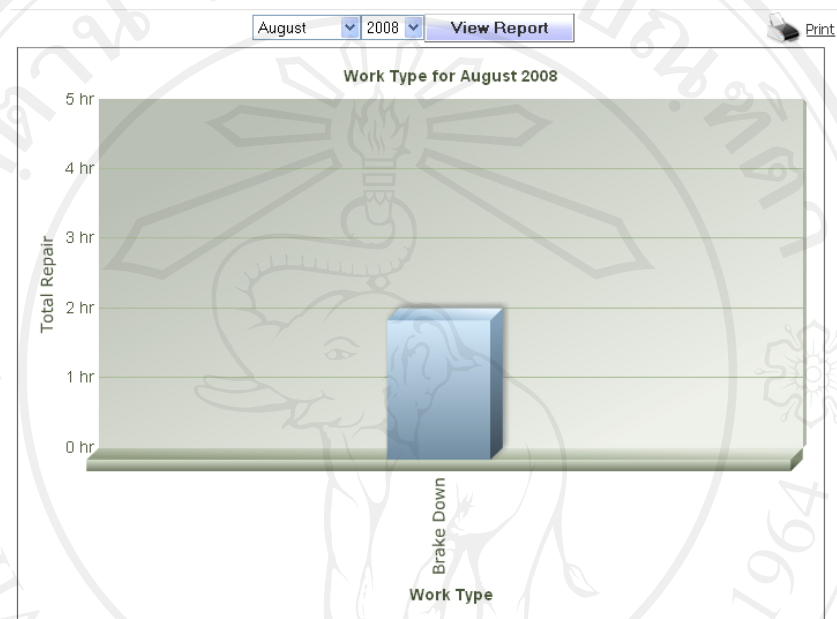 August 2008 View Report Print
Work Type for August 2008
5 hr
4 hr
3 hr
2 hr
1 hr
0 hr
Total Repair
Brake Down
Work Type
1964